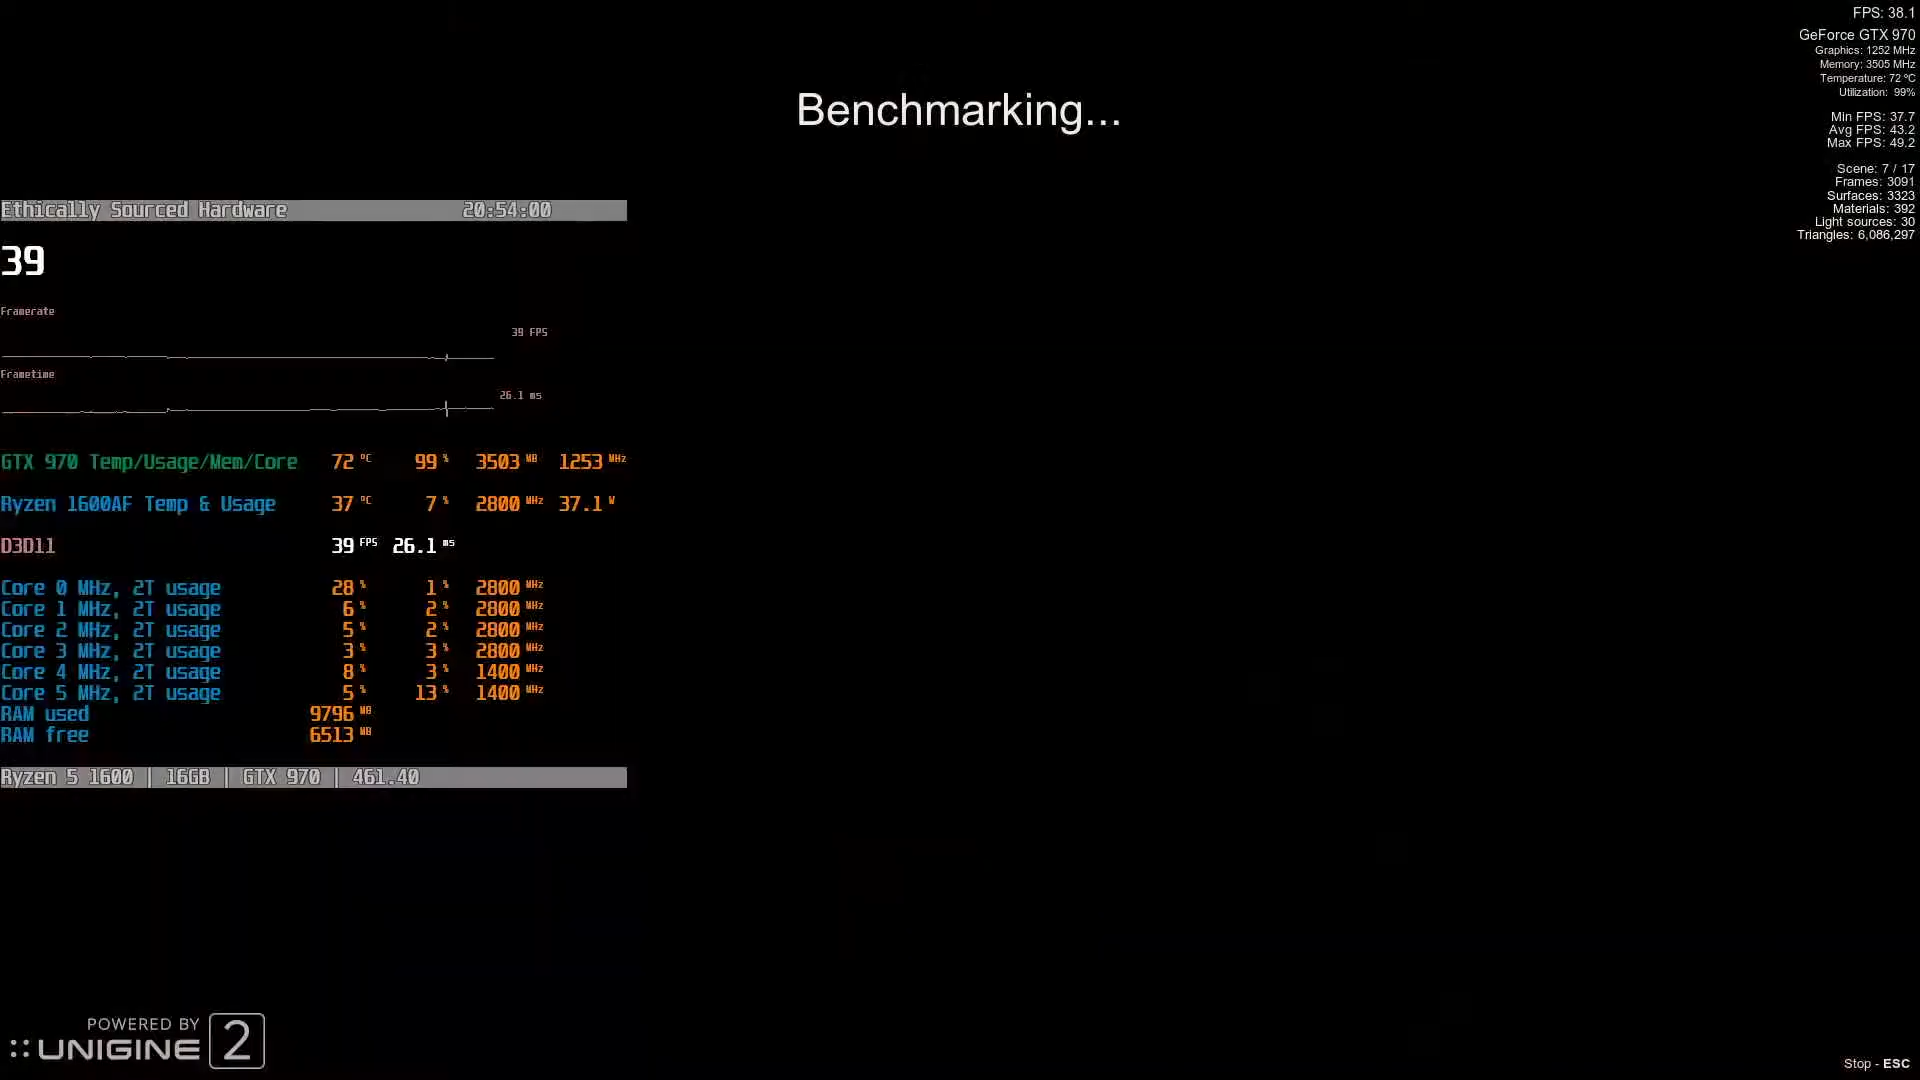 FPS: 38.1
GeForce GTX 970
Graphics: 1252 MHz
Memory: 3505 MHz
Temperature: 72 °C
Utilization: 99%
Min FPS: 37.7
Avg FPS: 43.2
Max FPS: 49.2
Scene: 7 / 17
Frames: 3091
Surfaces: 3323
Materials: 392
Light sources: 30
Triangles: 6,086,297
Benchmarking...
Ethically Sourced Hardware 20:54:00
39
Framerate
39 FPS
Frametime
26.1 ms
GTX 970 Temp/Usage/Mem/Core 72 °C 99 % 3503 MB 1253 MHz
Ryzen 1600AF Temp & Usage 37 °C 7 % 2800 MHz 37.1 W
D3D11 39 FPS 26.1 ms
Core 0 MHz, 2T usage 28 % 1 % 2800 MHz
Core 1 MHz, 2T usage 6 % 2 % 2800 MHz
Core 2 MHz, 2T usage 5 % 2 % 2800 MHz
Core 3 MHz, 2T usage 3 % 3 % 2800 MHz
Core 4 MHz, 2T usage 8 % 3 % 1400 MHz
Core 5 MHz, 2T usage 5 % 13 % 1400 MHz
RAM used 9796 MB
RAM free 6513 MB
Ryzen 5 1600 | 16GB | GTX 970 | 461.40
POWERED BY
UNIGINE 2
Stop - ESC